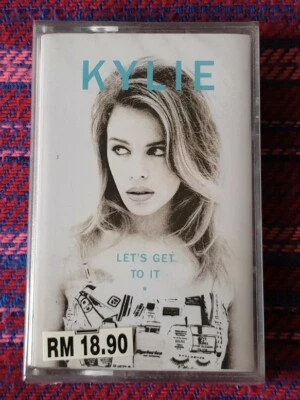 KYLIE
LET'S GET
TO IT
RM 18.90